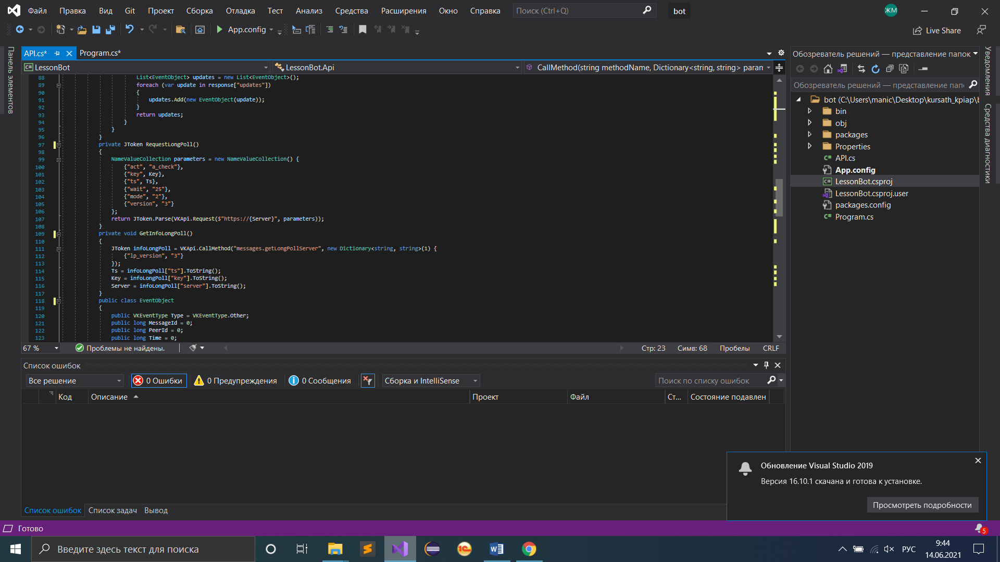 Файл Правка Вид Git Проект Сборка Отладка Тест Анализ Средства Расширения Окно Справка Поиск (Ctrl+Q) bot ЖМ
App.config Live Share
Панель элементов
API.cs* Program.cs*
LessonBot LessonBot.Api CallMethod(string methodName, Dictionary<string, string> param
88 List<EventObject> updates = new List<EventObject>();
89 foreach (var update in response["updates"])
90 {
91 updates.Add(new EventObject(update));
92 }
93 return updates;
94 }
95 }
96 }
97 private JToken RequestLongPoll()
98 {
99 NameValueCollection parameters = new NameValueCollection() {
100 {"act", "a_check"},
101 {"key", Key},
102 {"ts", Ts},
103 {"wait", "25"},
104 {"mode", "2"},
105 {"version", "3"}
106 };
107 return JToken.Parse(VKApi.Request($"https://{Server}", parameters));
108 }
109 private void GetInfoLongPoll()
110 {
111 JToken infoLongPoll = VKApi.CallMethod("messages.getLongPollServer", new Dictionary<string, string>(1) {
112 {"lp_version", "3"}
113 });
114 Ts = infoLongPoll["ts"].ToString();
115 Key = infoLongPoll["key"].ToString();
116 Server = infoLongPoll["server"].ToString();
117 }
118 public class EventObject
119 {
120 public VKEventType Type = VKEventType.Other;
121 public long MessageId = 0;
122 public long PeerId = 0;
123 public long Time = 0;
67 % Проблемы не найдены. Стр: 23 Симв: 68 Пробелы CRLF
Обозреватель решений — представление папок
Обозреватель решений — представление пап
bot (C:\Users\manic\Desktop\kursath_kpiap\b
bin
obj
packages
Properties
API.cs
App.config
LessonBot.csproj
LessonBot.csproj.user
packages.config
Program.cs
Уведомления
Средства диагностики
Список ошибок
Все решение 0 Ошибки 0 Предупреждения 0 Сообщения Сборка и IntelliSense Поиск по списку ошибок
Код Описание Проект Файл Ст... Состояние подавлен
Обновление Visual Studio 2019
Версия 16.10.1 скачана и готова к установке.
Просмотреть подробности
Список ошибок Список задач Вывод
Готово 5
Введите здесь текст для поиска РУС 9:44
14.06.2021